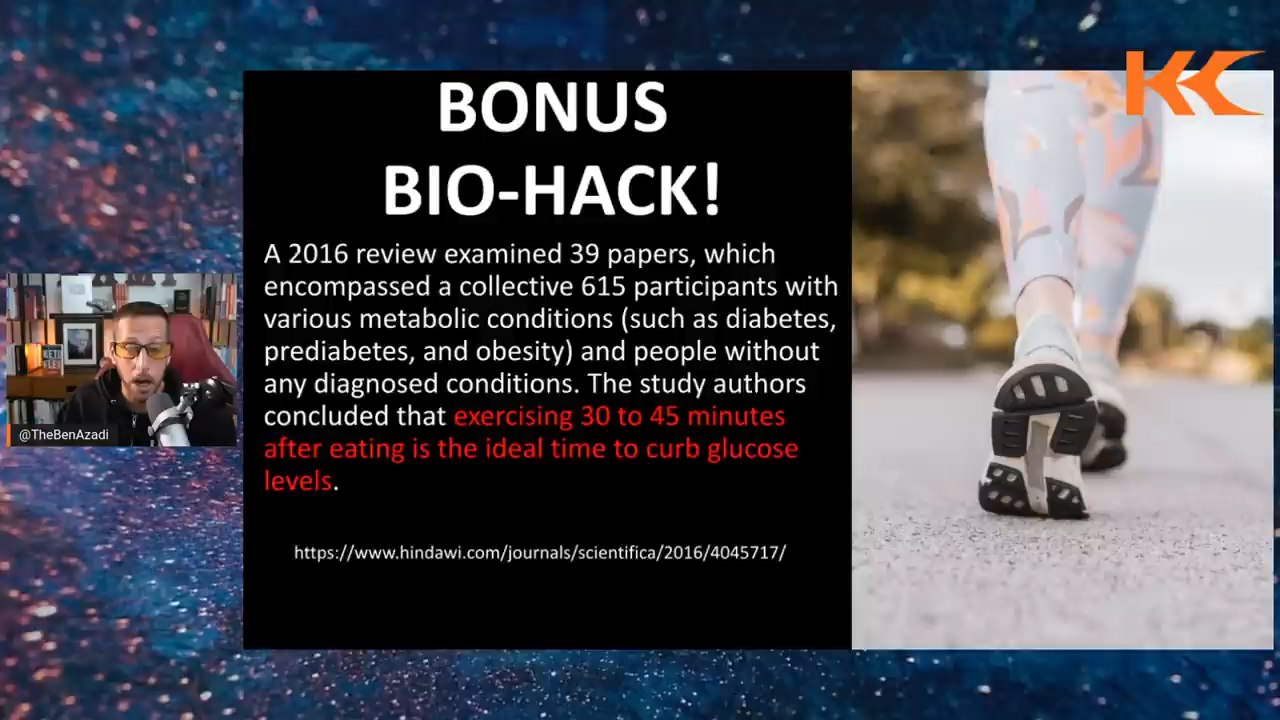 KKC
BONUS
BIO-HACK!
A 2016 review examined 39 papers, which
encompassed a collective 615 participants with
various metabolic conditions (such as diabetes,
prediabetes, and obesity) and people without
any diagnosed conditions. The study authors
concluded that exercising 30 to 45 minutes
after eating is the ideal time to curb glucose
levels.
https://www.hindawi.com/journals/scientifica/2016/4045717/
KETO
FLEX
@TheBenAzadi